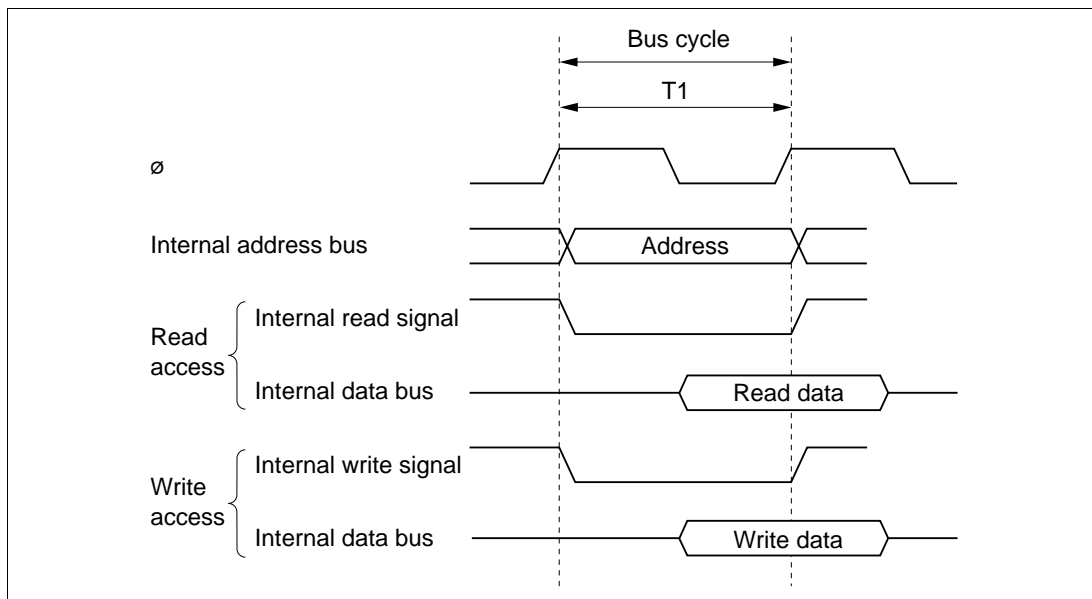 Bus cycle
T1
ø
Internal address bus
Address
Read
access
Internal read signal
Internal data bus
Read data
Write
access
Internal write signal
Internal data bus
Write data